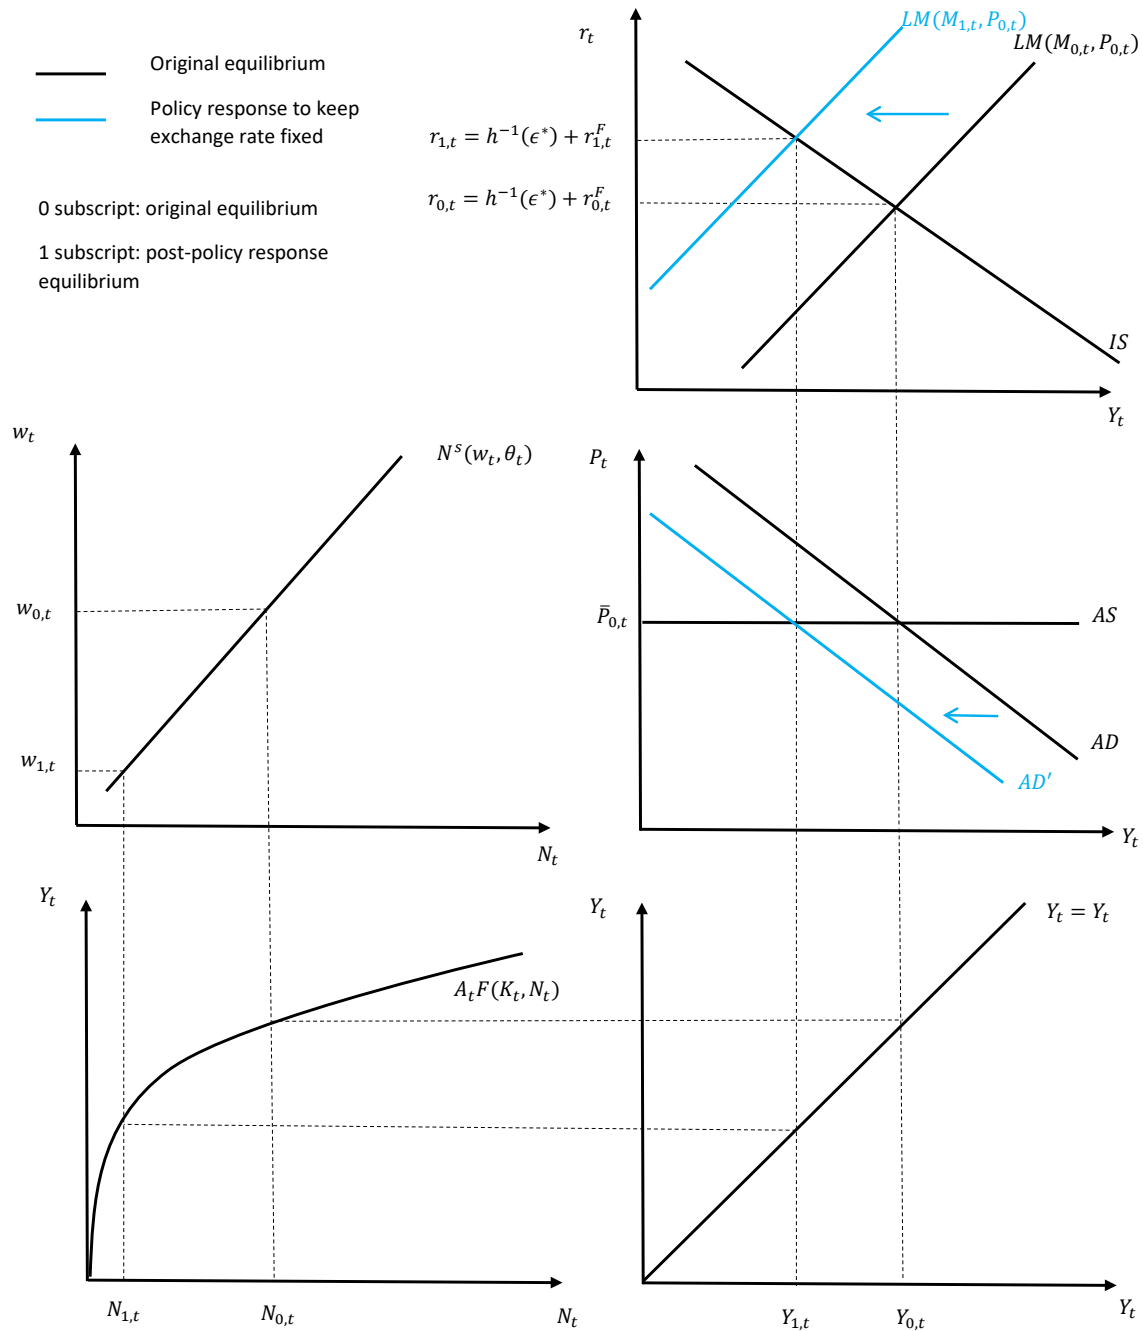 Original equilibrium
Policy response to keep
exchange rate fixed
0 subscript: original equilibrium
1 subscript: post-policy response
equilibrium
r_t
LM(M_{1,t}, P_{0,t})
LM(M_{0,t}, P_{0,t})
r_{1,t} = h^{-1}(ϵ^*) + r^F_{1,t}
r_{0,t} = h^{-1}(ϵ^*) + r^F_{0,t}
IS
Y_t
w_t
N^s(w_t, θ_t)
w_{0,t}
w_{1,t}
N_t
P_t
P̄_{0,t}
AS
AD
AD′
Y_t
Y_t
A_tF(K_t, N_t)
N_{1,t}
N_{0,t}
N_t
Y_t
Y_t = Y_t
Y_{1,t}
Y_{0,t}
Y_t